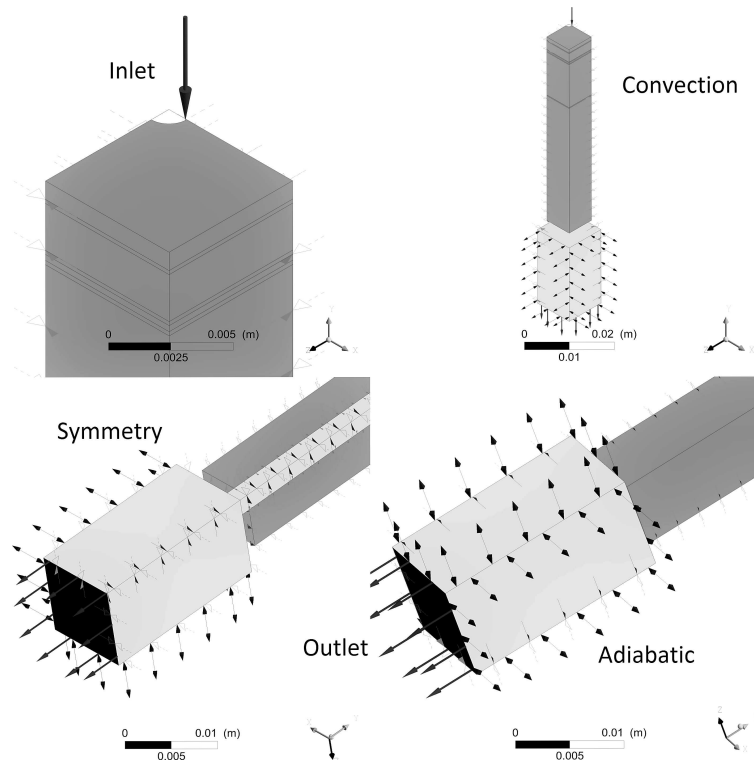 Inlet
0 0.005 (m)
0.0025
Y
Z X
Convection
0 0.02 (m)
0.01
Y
Z X
Symmetry
0 0.01 (m)
0.005
X Y
Outlet
Adiabatic
0 0.01 (m)
0.005
Z
X